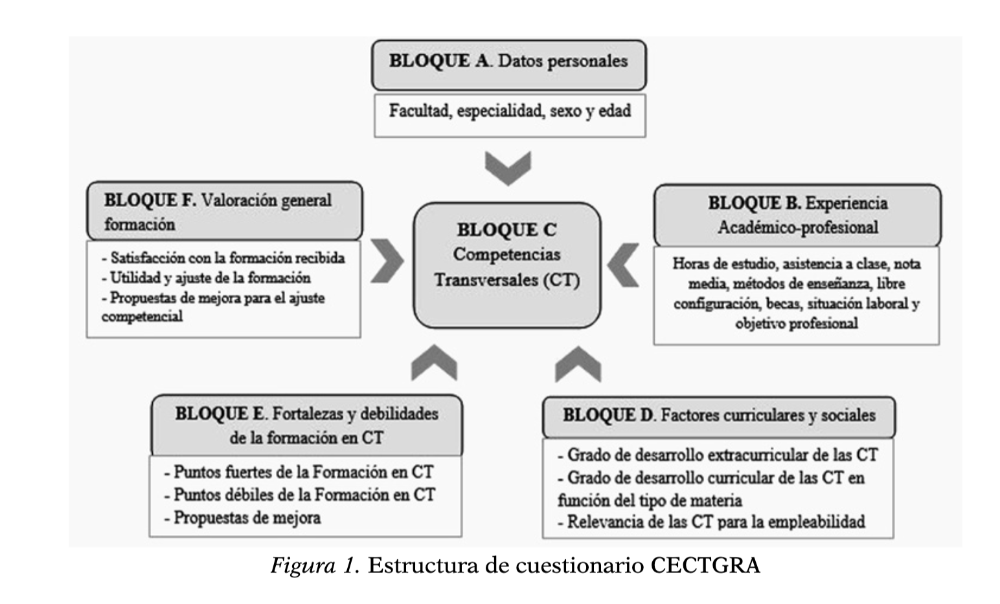 BLOQUE A. Datos personales
Facultad, especialidad, sexo y edad
BLOQUE F. Valoración general
formación
- Satisfacción con la formación recibida
- Utilidad y ajuste de la formación
- Propuestas de mejora para el ajuste
competencial
BLOQUE C
Competencias
Transversales (CT)
BLOQUE B. Experiencia
Académico-profesional
Horas de estudio, asistencia a clase, nota
media, métodos de enseñanza, libre
configuración, becas, situación laboral y
objetivo profesional
BLOQUE E. Fortalezas y debilidades
de la formación en CT
- Puntos fuertes de la Formación en CT
- Puntos débiles de la Formación en CT
- Propuestas de mejora
BLOQUE D. Factores curriculares y sociales
- Grado de desarrollo extracurricular de las CT
- Grado de desarrollo curricular de las CT en
función del tipo de materia
- Relevancia de las CT para la empleabilidad
Figura 1. Estructura de cuestionario CECTGRA